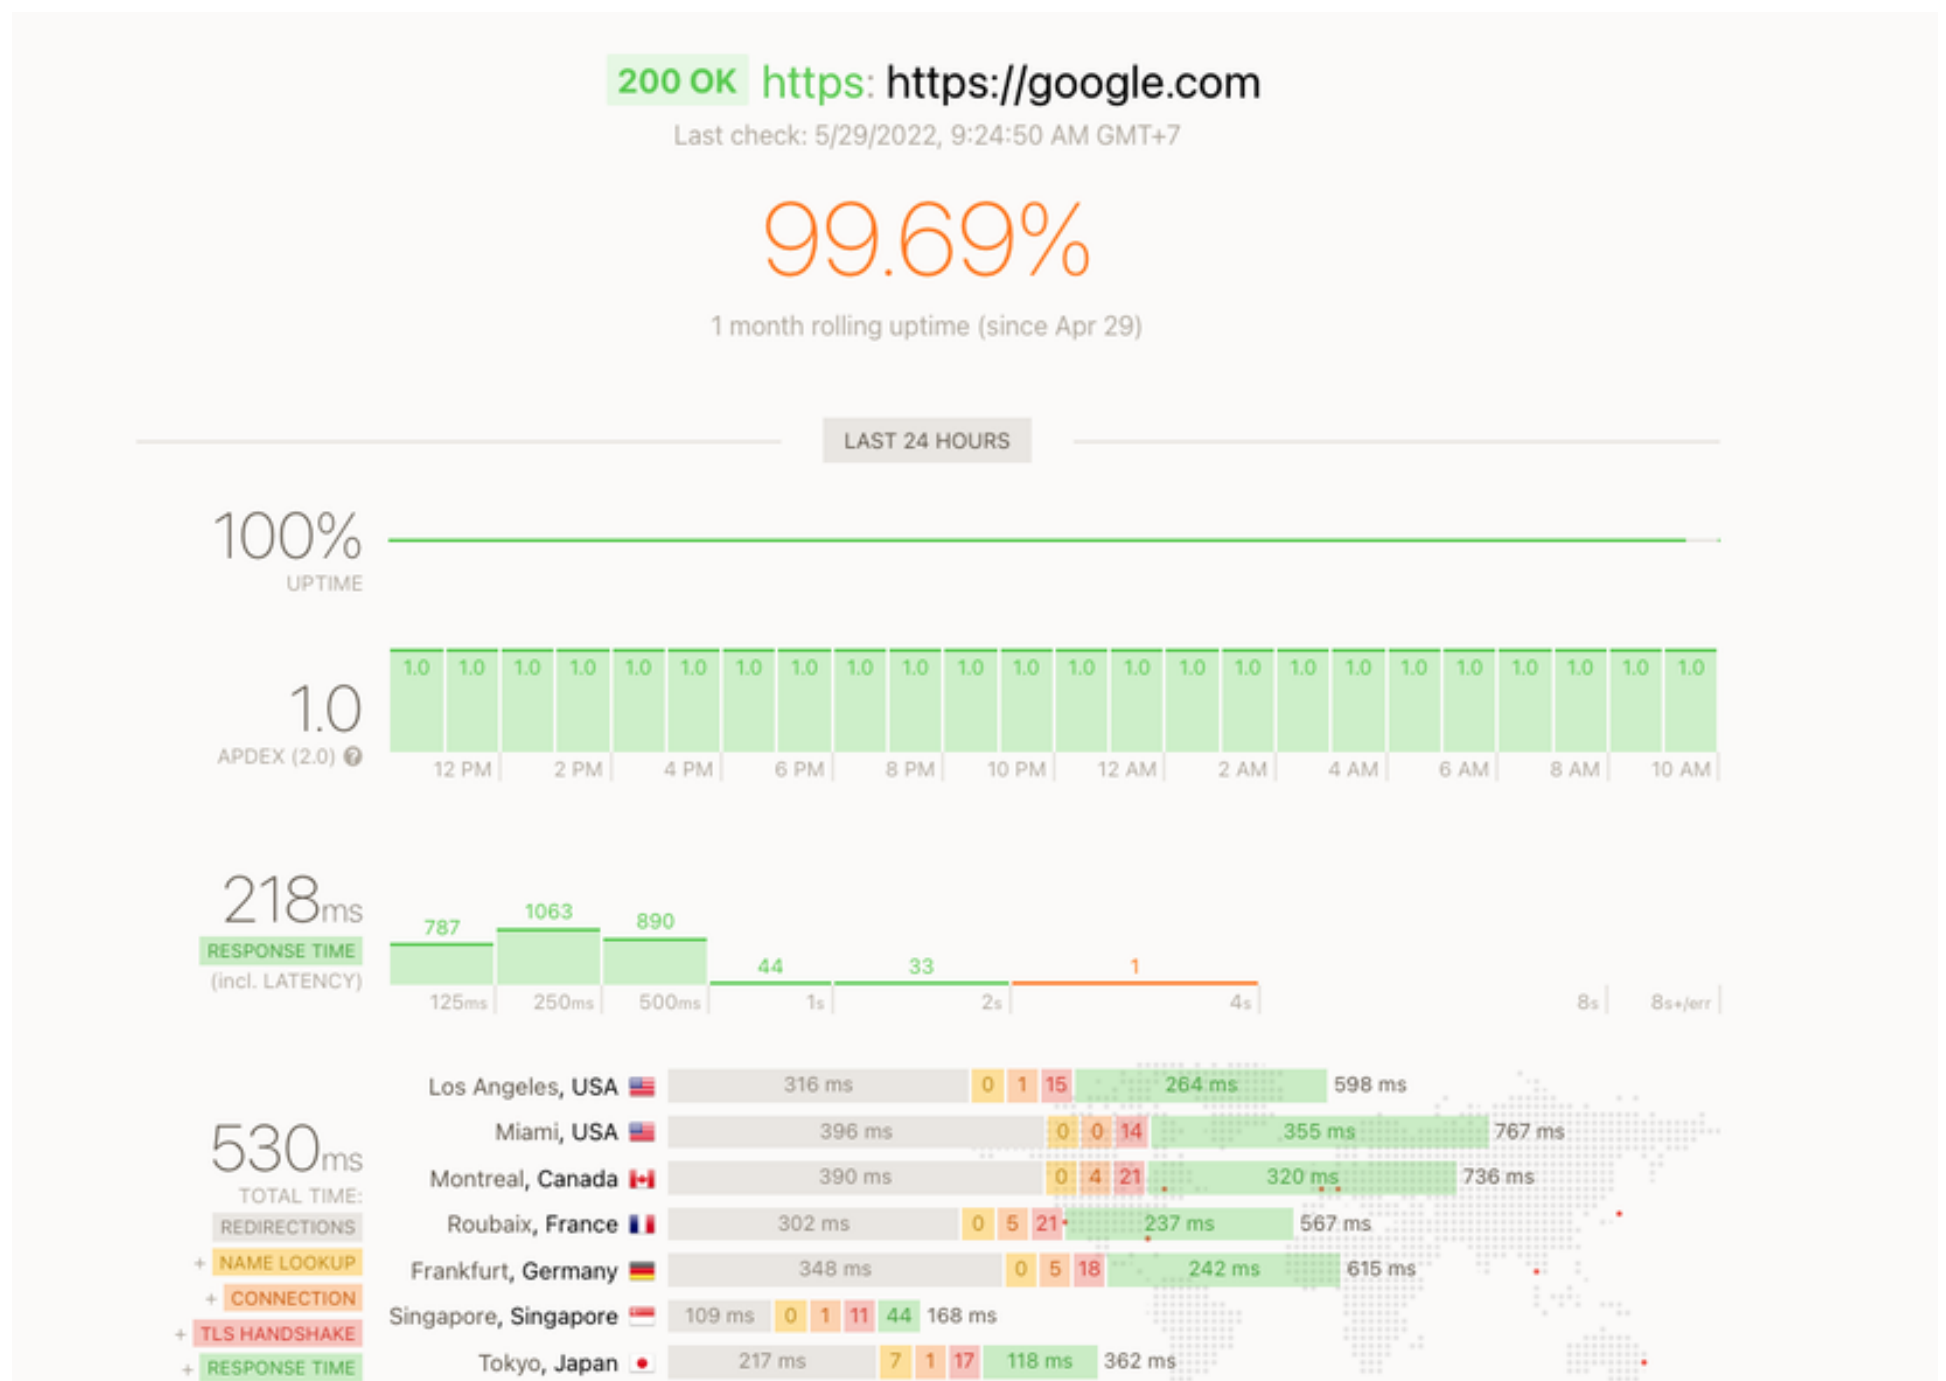 200 OK https: https://google.com
Last check: 5/29/2022, 9:24:50 AM GMT+7
99.69%
1 month rolling uptime (since Apr 29)
LAST 24 HOURS
100%
UPTIME
1.0 1.0 1.0 1.0 1.0 1.0 1.0 1.0 1.0 1.0 1.0 1.0 1.0 1.0 1.0 1.0 1.0 1.0 1.0 1.0 1.0 1.0 1.0 1.0
1.0
APDEX (2.0) ?
12 PM 2 PM 4 PM 6 PM 8 PM 10 PM 12 AM 2 AM 4 AM 6 AM 8 AM 10 AM
218ms
RESPONSE TIME
(incl. LATENCY)
787 1063 890 44 33 1
125ms 250ms 500ms 1s 2s 4s 8s 8s+/err
530ms
TOTAL TIME:
REDIRECTIONS
+ NAME LOOKUP
+ CONNECTION
+ TLS HANDSHAKE
+ RESPONSE TIME
Los Angeles, USA 316 ms 0 1 15 264 ms 598 ms
Miami, USA 396 ms 0 0 14 355 ms 767 ms
Montreal, Canada 390 ms 0 4 21 320 ms 736 ms
Roubaix, France 302 ms 0 5 21 237 ms 567 ms
Frankfurt, Germany 348 ms 0 5 18 242 ms 615 ms
Singapore, Singapore 109 ms 0 1 11 44 168 ms
Tokyo, Japan 217 ms 7 1 17 118 ms 362 ms